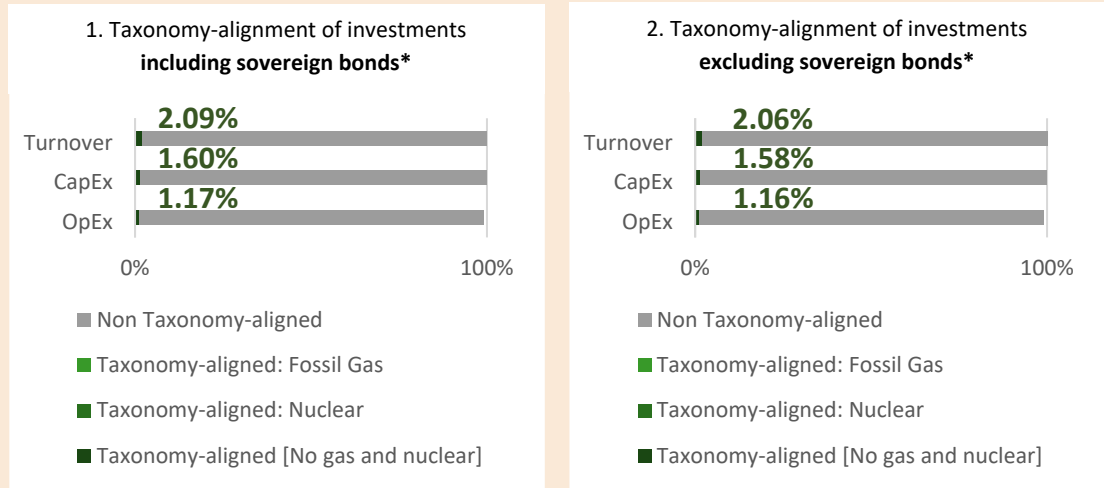 1. Taxonomy-alignment of investments
including sovereign bonds*
2.09%
Turnover
1.60%
CapEx
1.17%
OpEx
0%
100%
Non Taxonomy-aligned
Taxonomy-aligned: Fossil Gas
Taxonomy-aligned: Nuclear
Taxonomy-aligned [No gas and nuclear]
2. Taxonomy-alignment of investments
excluding sovereign bonds*
2.06%
Turnover
1.58%
CapEx
1.16%
OpEx
0%
100%
Non Taxonomy-aligned
Taxonomy-aligned: Fossil Gas
Taxonomy-aligned: Nuclear
Taxonomy-aligned [No gas and nuclear]